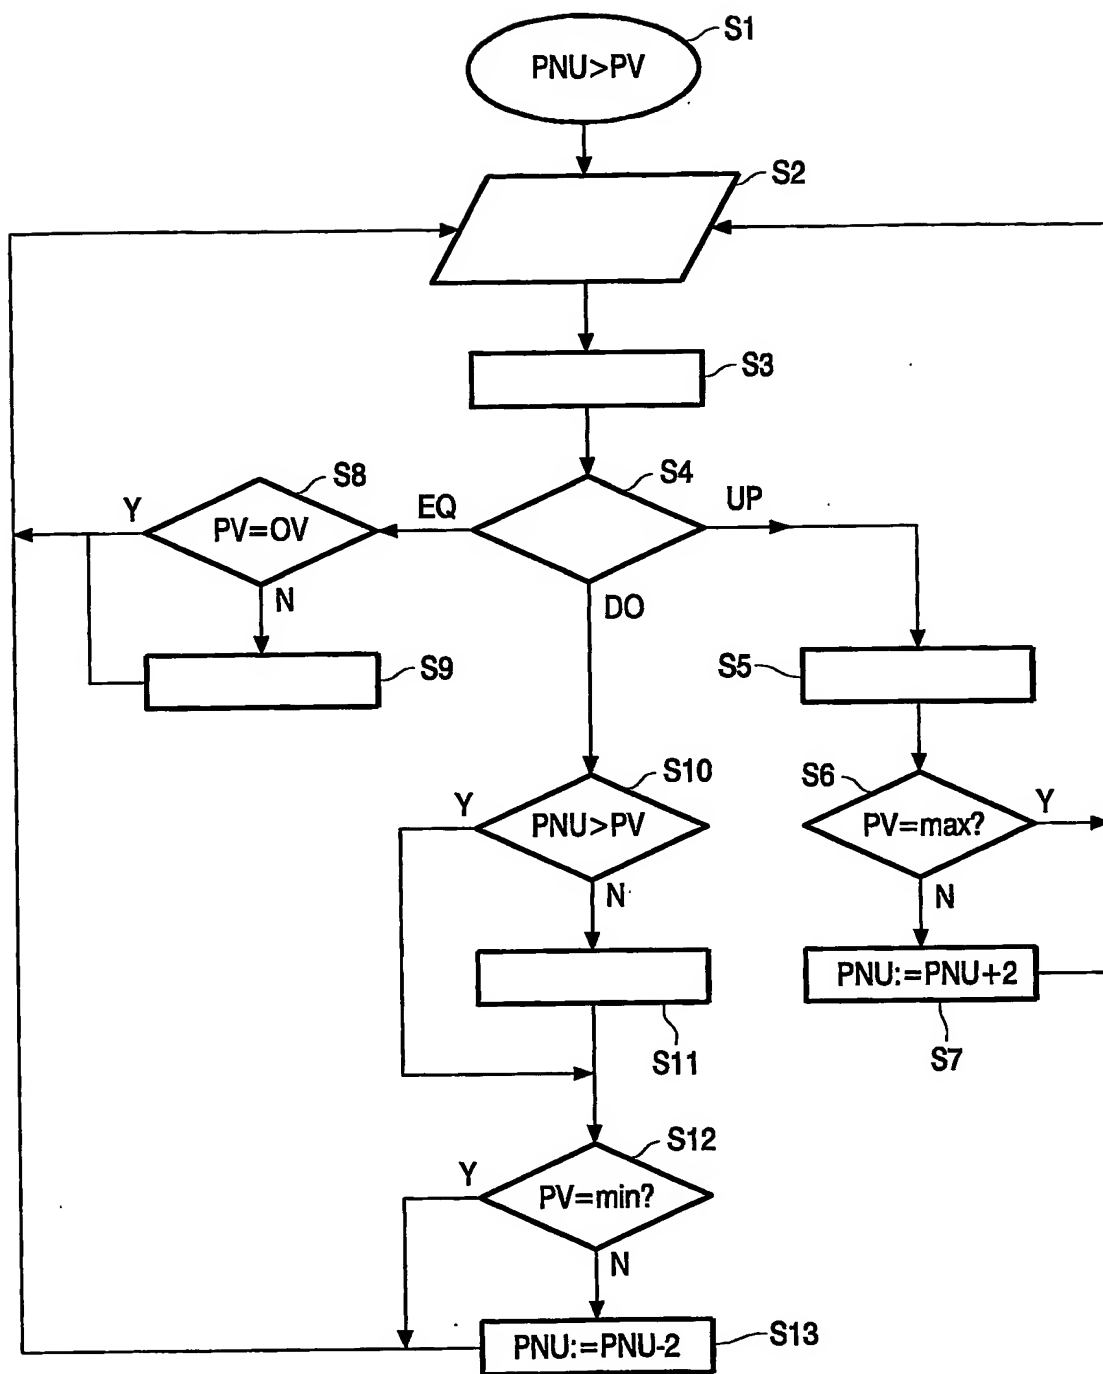 S1
PNU>PV
S2
S3
S4
S8
Y
PV=OV
EQ
UP
N
DO
S9
S5
S10
Y
PNU>PV
N
S11
S6
PV=max?
Y
N
PNU:=PNU+2
S7
S12
Y
PV=min?
N
PNU:=PNU-2
S13